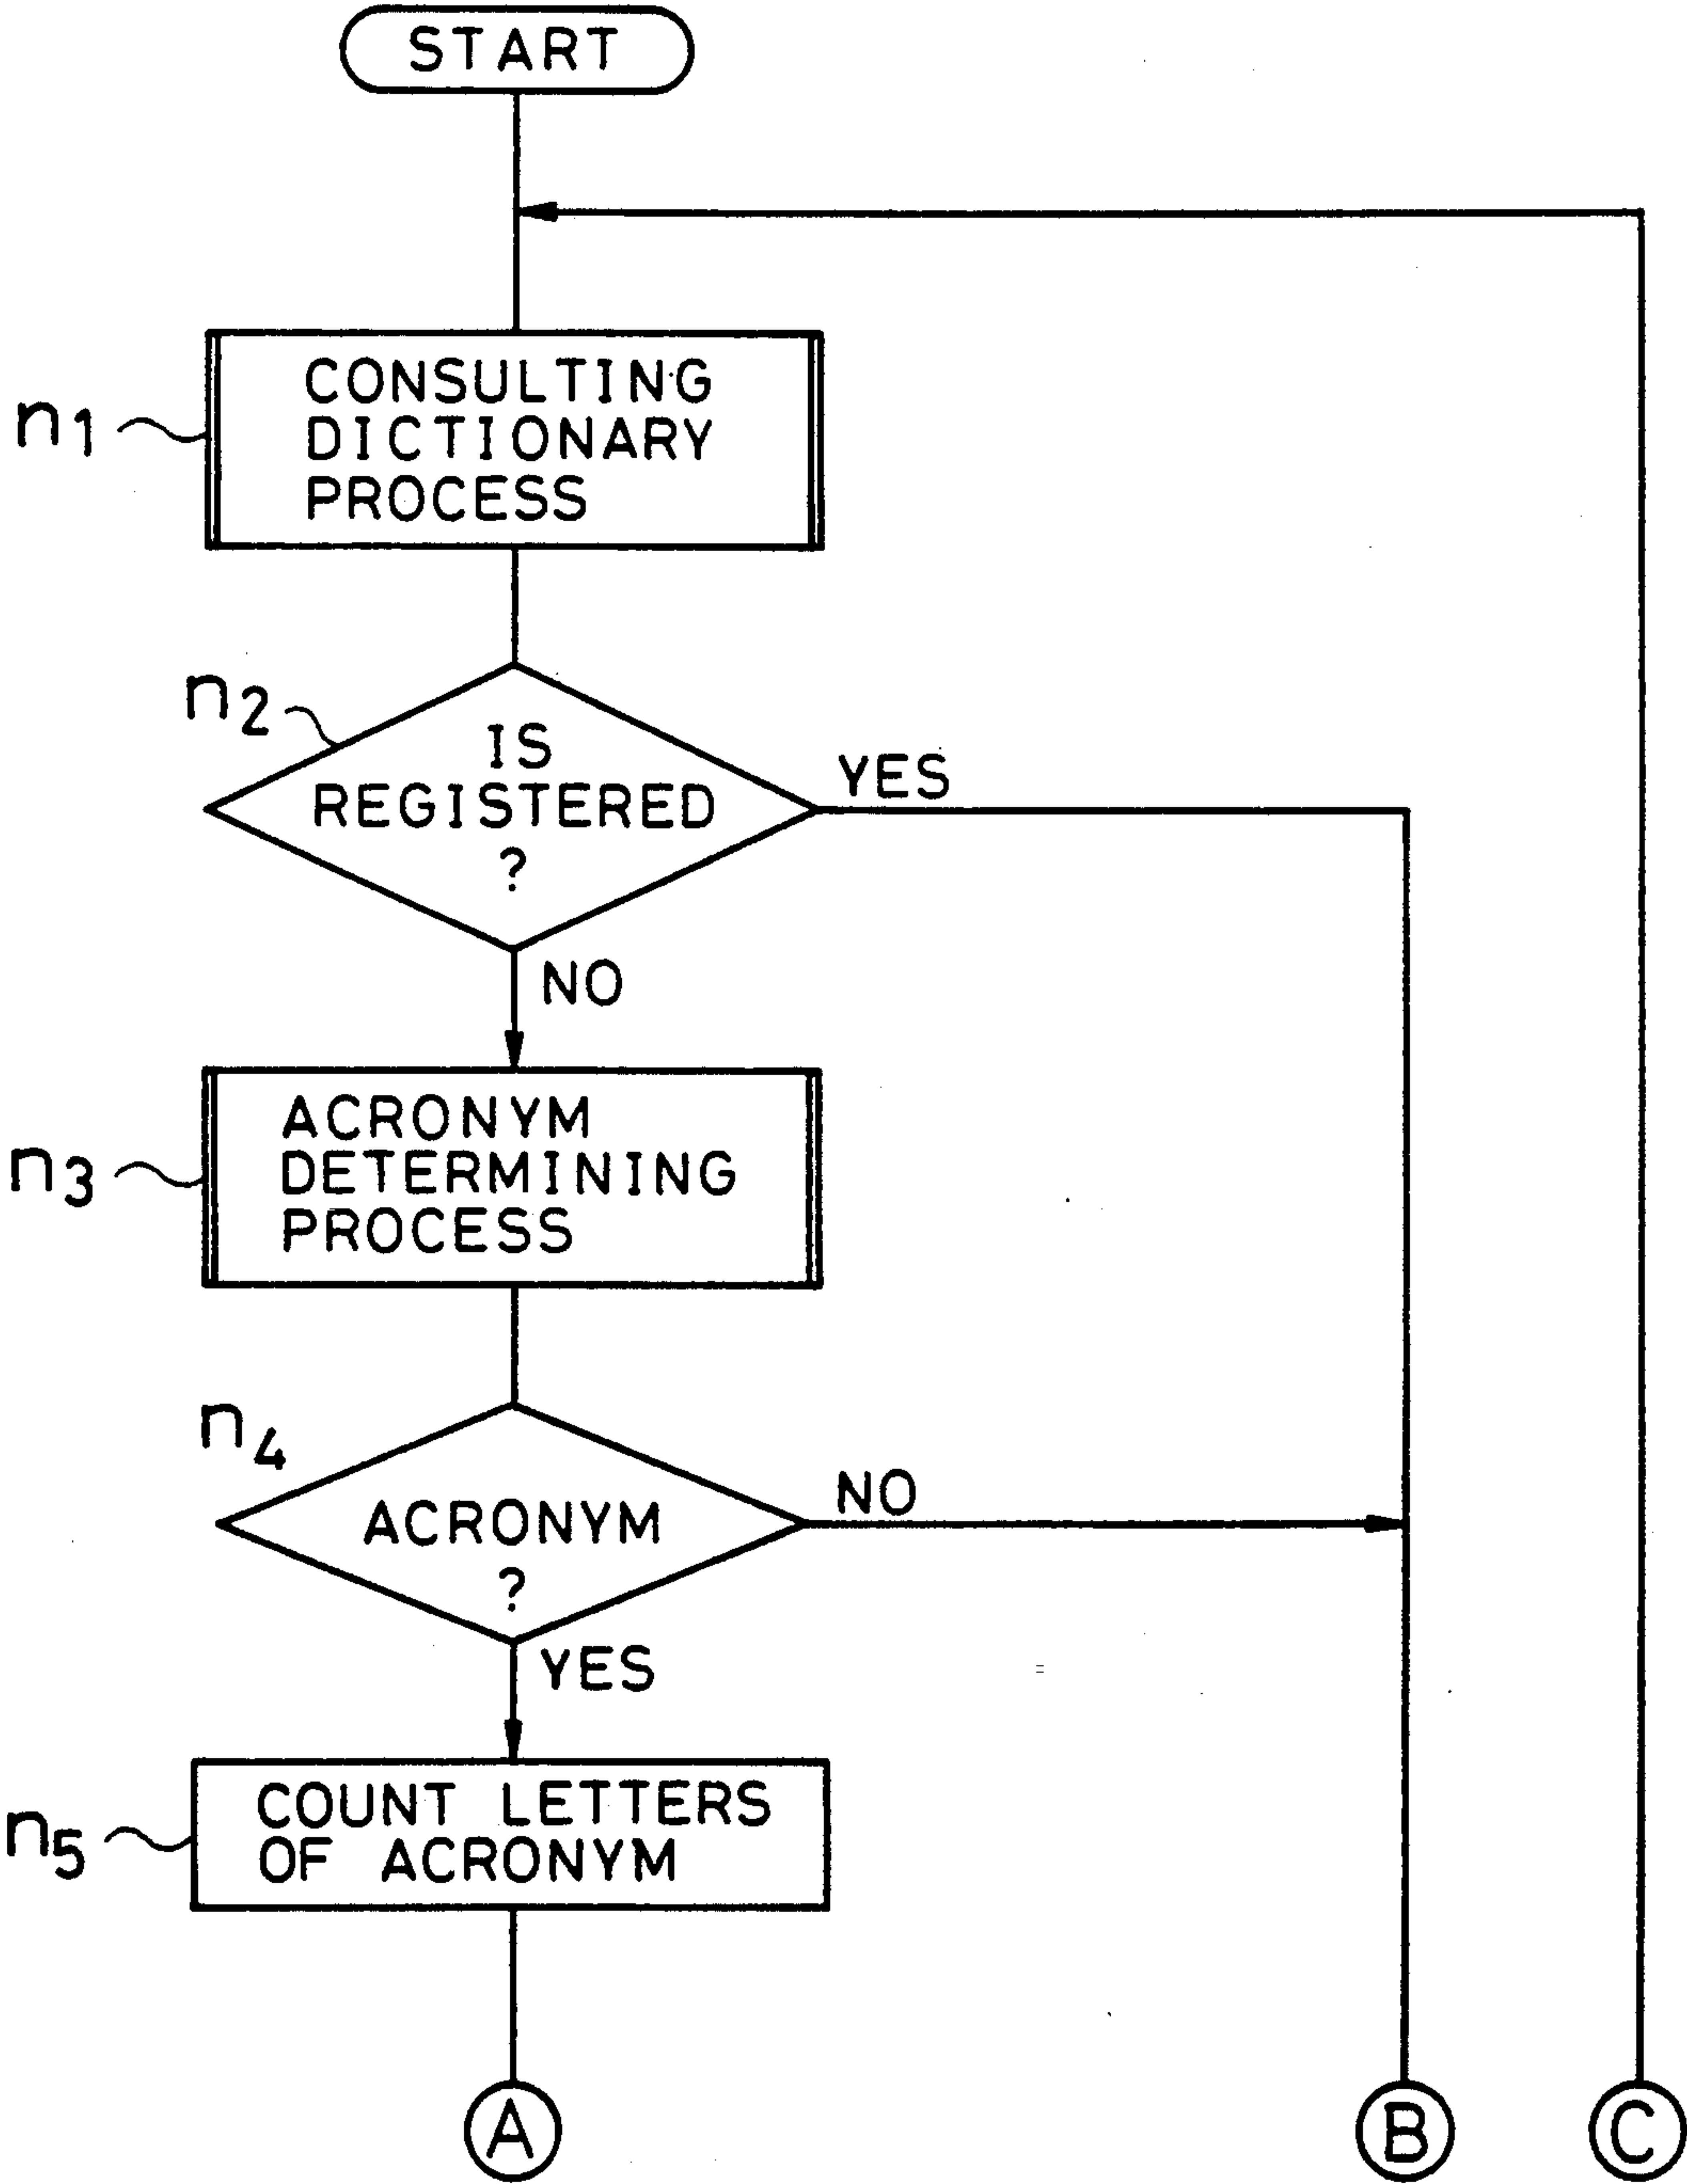 START
n1
CONSULTING
DICTIONARY
PROCESS
n2
IS
REGISTERED
?
YES
NO
n3
ACRONYM
DETERMINING
PROCESS
n4
ACRONYM
?
NO
YES
n5
COUNT LETTERS
OF ACRONYM
A
B
C